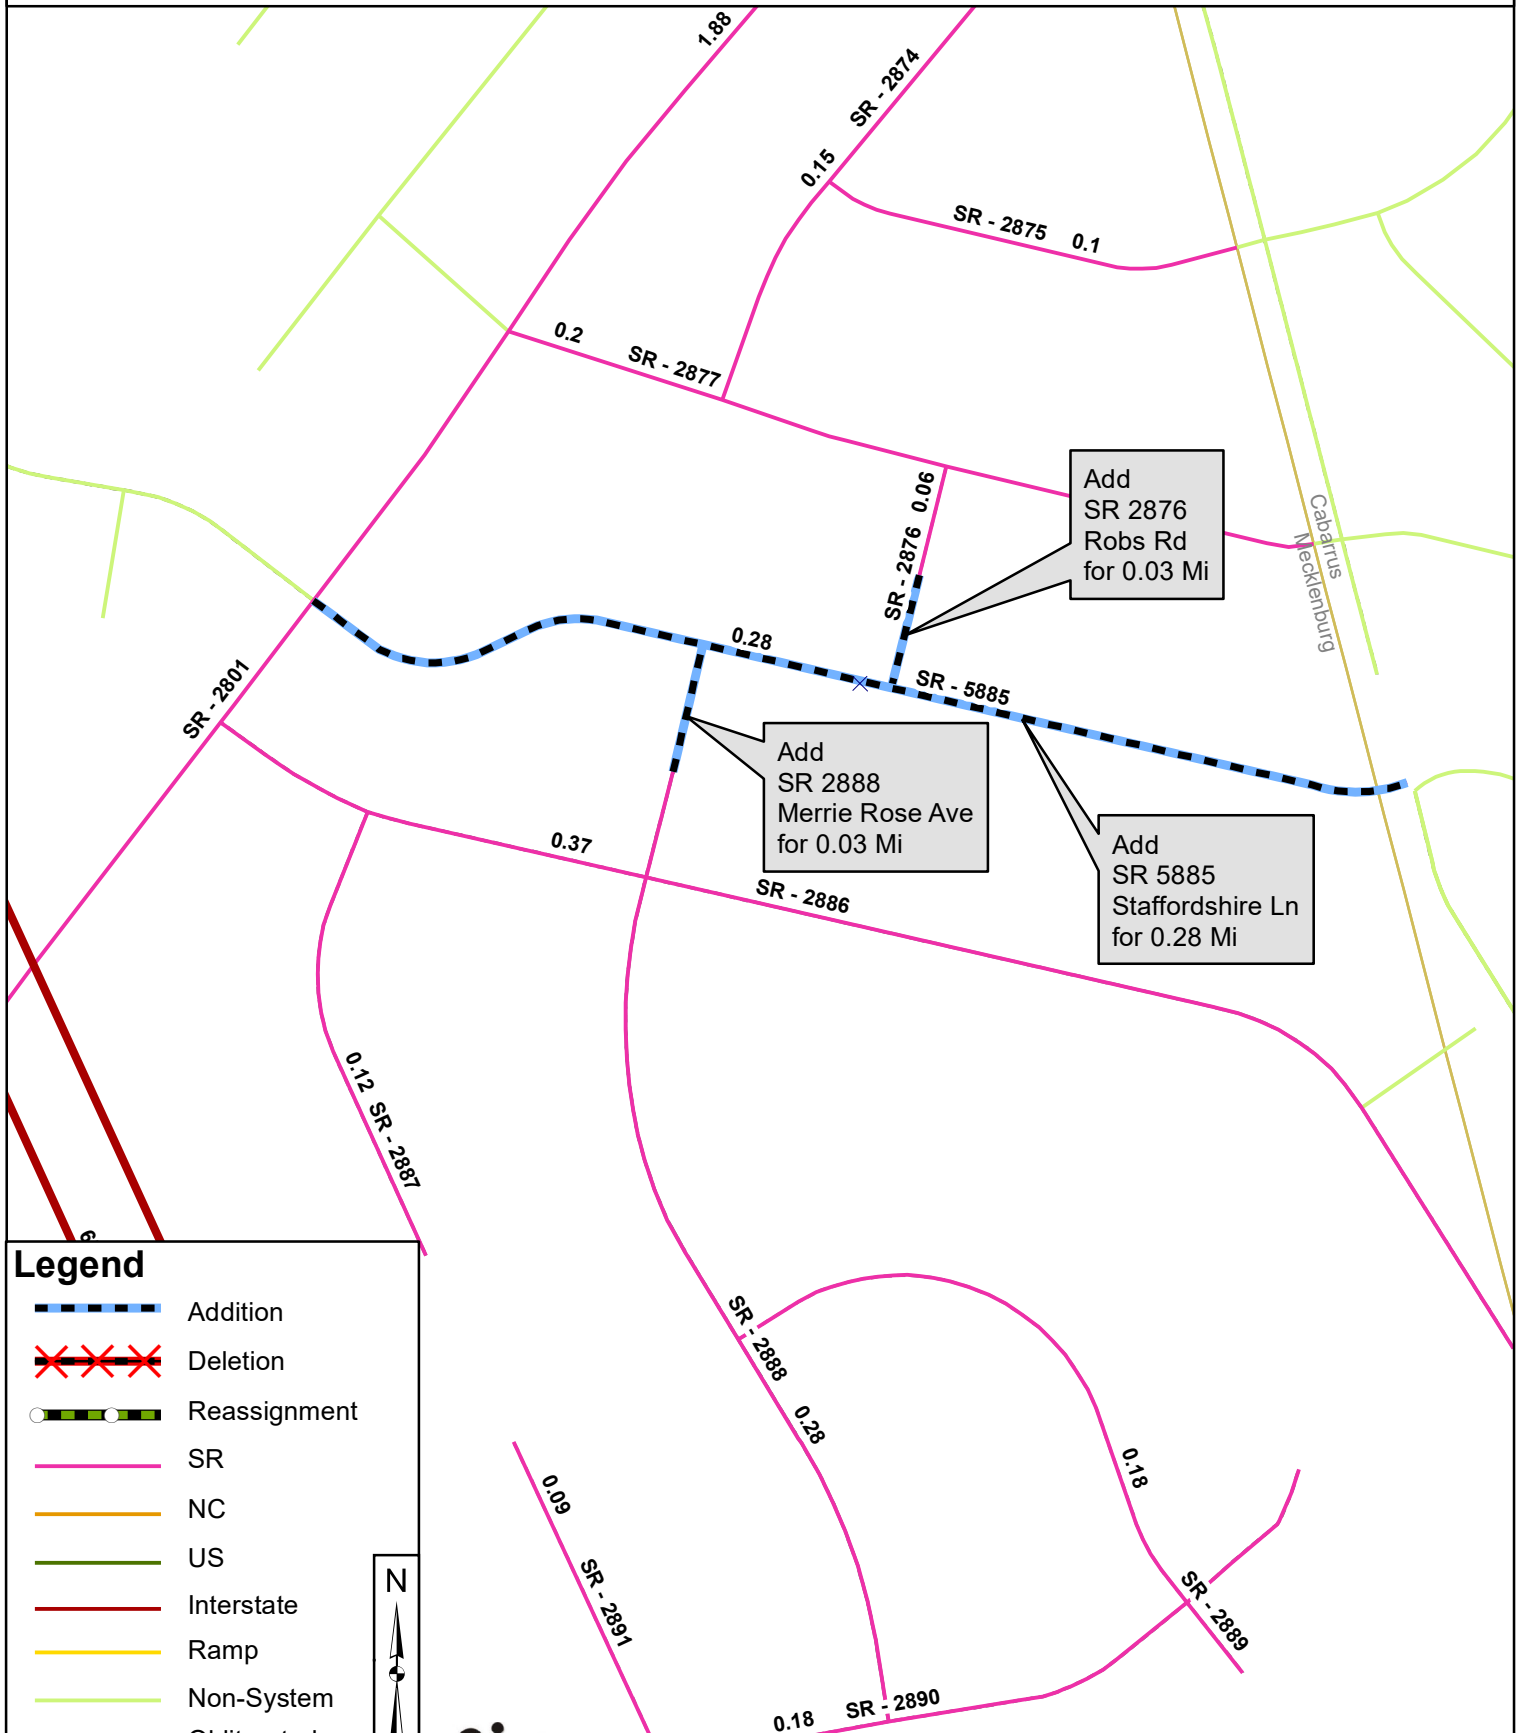 1.88
SR - 2874
0.15
SR - 2875 0.1
0.2
SR - 2877
0.06
SR - 2876
Add
SR 2876
Robs Rd
for 0.03 Mi
Cabarrus
Mecklenburg
0.28
SR - 5885
SR - 2801
Add
SR 2888
Merrie Rose Ave
for 0.03 Mi
Add
SR 5885
Staffordshire Ln
for 0.28 Mi
0.37
SR - 2886
0.12 SR - 2887
Legend
Addition
Deletion
Reassignment
SR
NC
US
Interstate
Ramp
Non-System
N
SR - 2888
0.28
0.18
0.09
SR - 2891
SR - 2889
0.18 SR - 2890